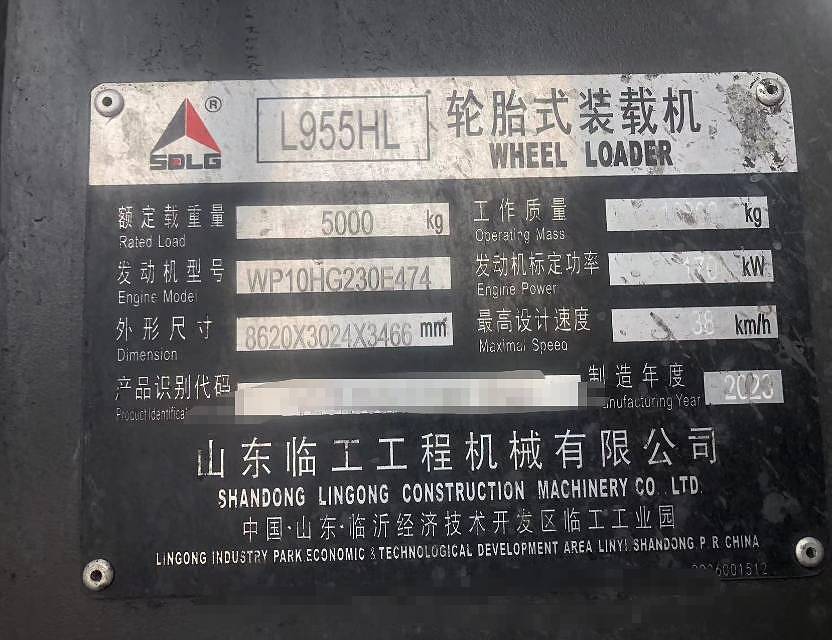 SDLG ® L955HL 轮胎式装载机
WHEEL LOADER
额定载重量 5000 kg 工作质量 kg
Rated Load Operating Mass
发动机型号 WP10HG230E474 发动机标定功率 170 kW
Engine Model Engine Power
外形尺寸 8620X3024X3466 mm 最高设计速度 38 km/h
Dimension Maximal Speed
产品识别代码 制造年度 2023
Product Identificat anufacturing Year
山东临工工程机械有限公司
SHANDONG LINGONG CONSTRUCTION MACHINERY CO. LTD.
中国·山东·临沂经济技术开发区临工工业园
LINGONG INDUSTRY PARK.ECONOMIC & TECHNOLOGICAL DEVELOPMENT AREA LINYI.SHANDONG.P.R CHINA